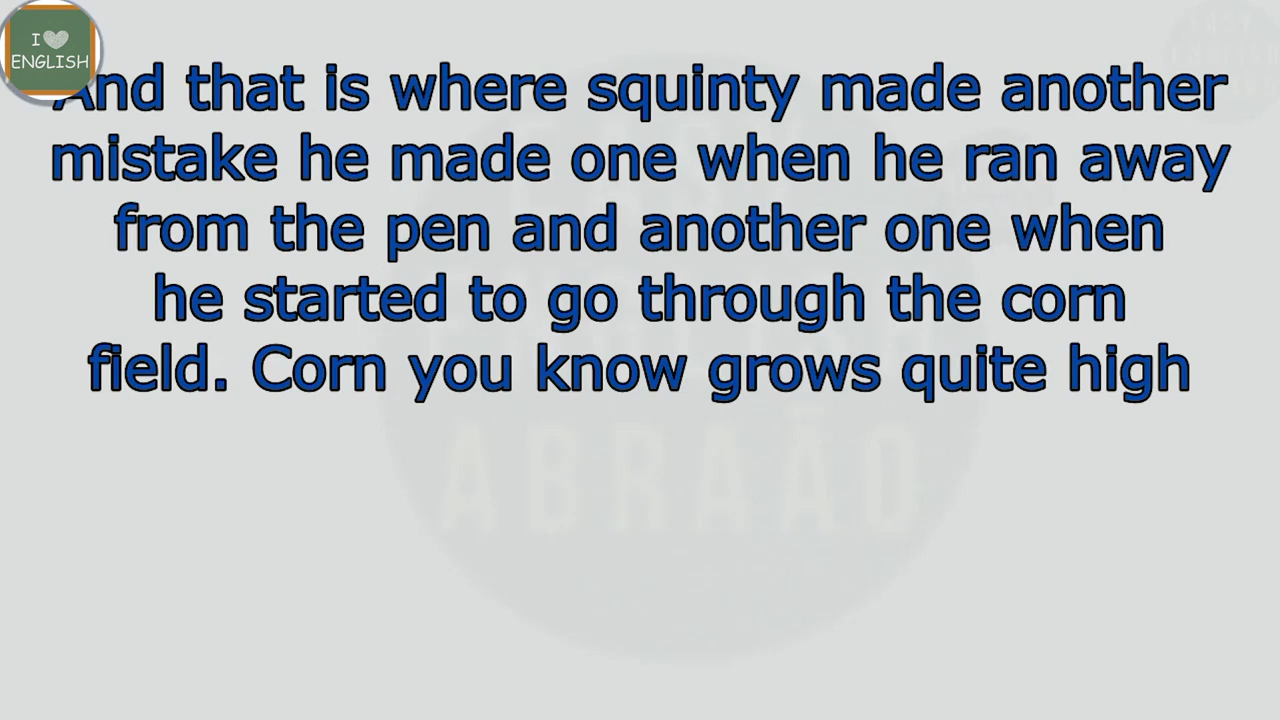 I
ENGLISH
And that is where squinty made another
mistake he made one when he ran away
from the pen and another one when
he started to go through the corn
field. Corn you know grows quite high
EASY
ENGLISH
ABRAÃO